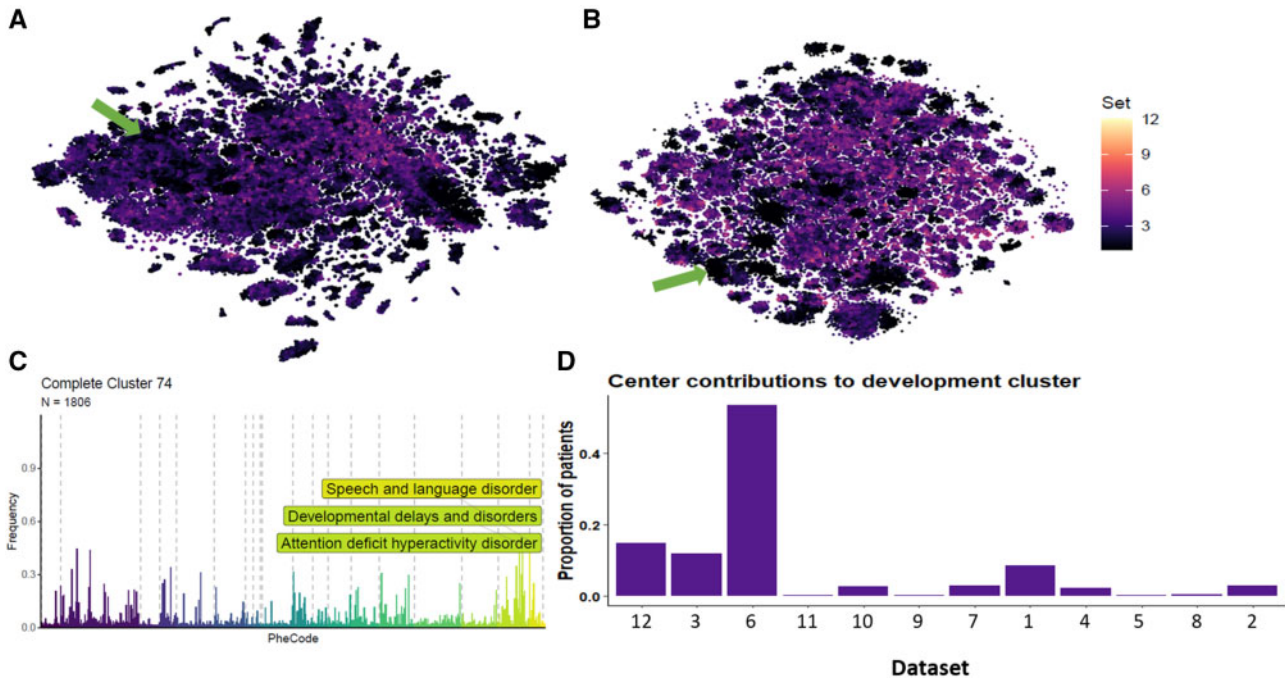 A
B
Set
12
9
6
3
C
Complete Cluster 74
N = 1806
Frequency
0.9
0.6
0.3
0.0
Speech and language disorder
Developmental delays and disorders
Attention deficit hyperactivity disorder
PheCode
D
Center contributions to development cluster
Proportion of patients
0.4
0.2
0.0
12 3 6 11 10 9 7 1 4 5 8 2
Dataset